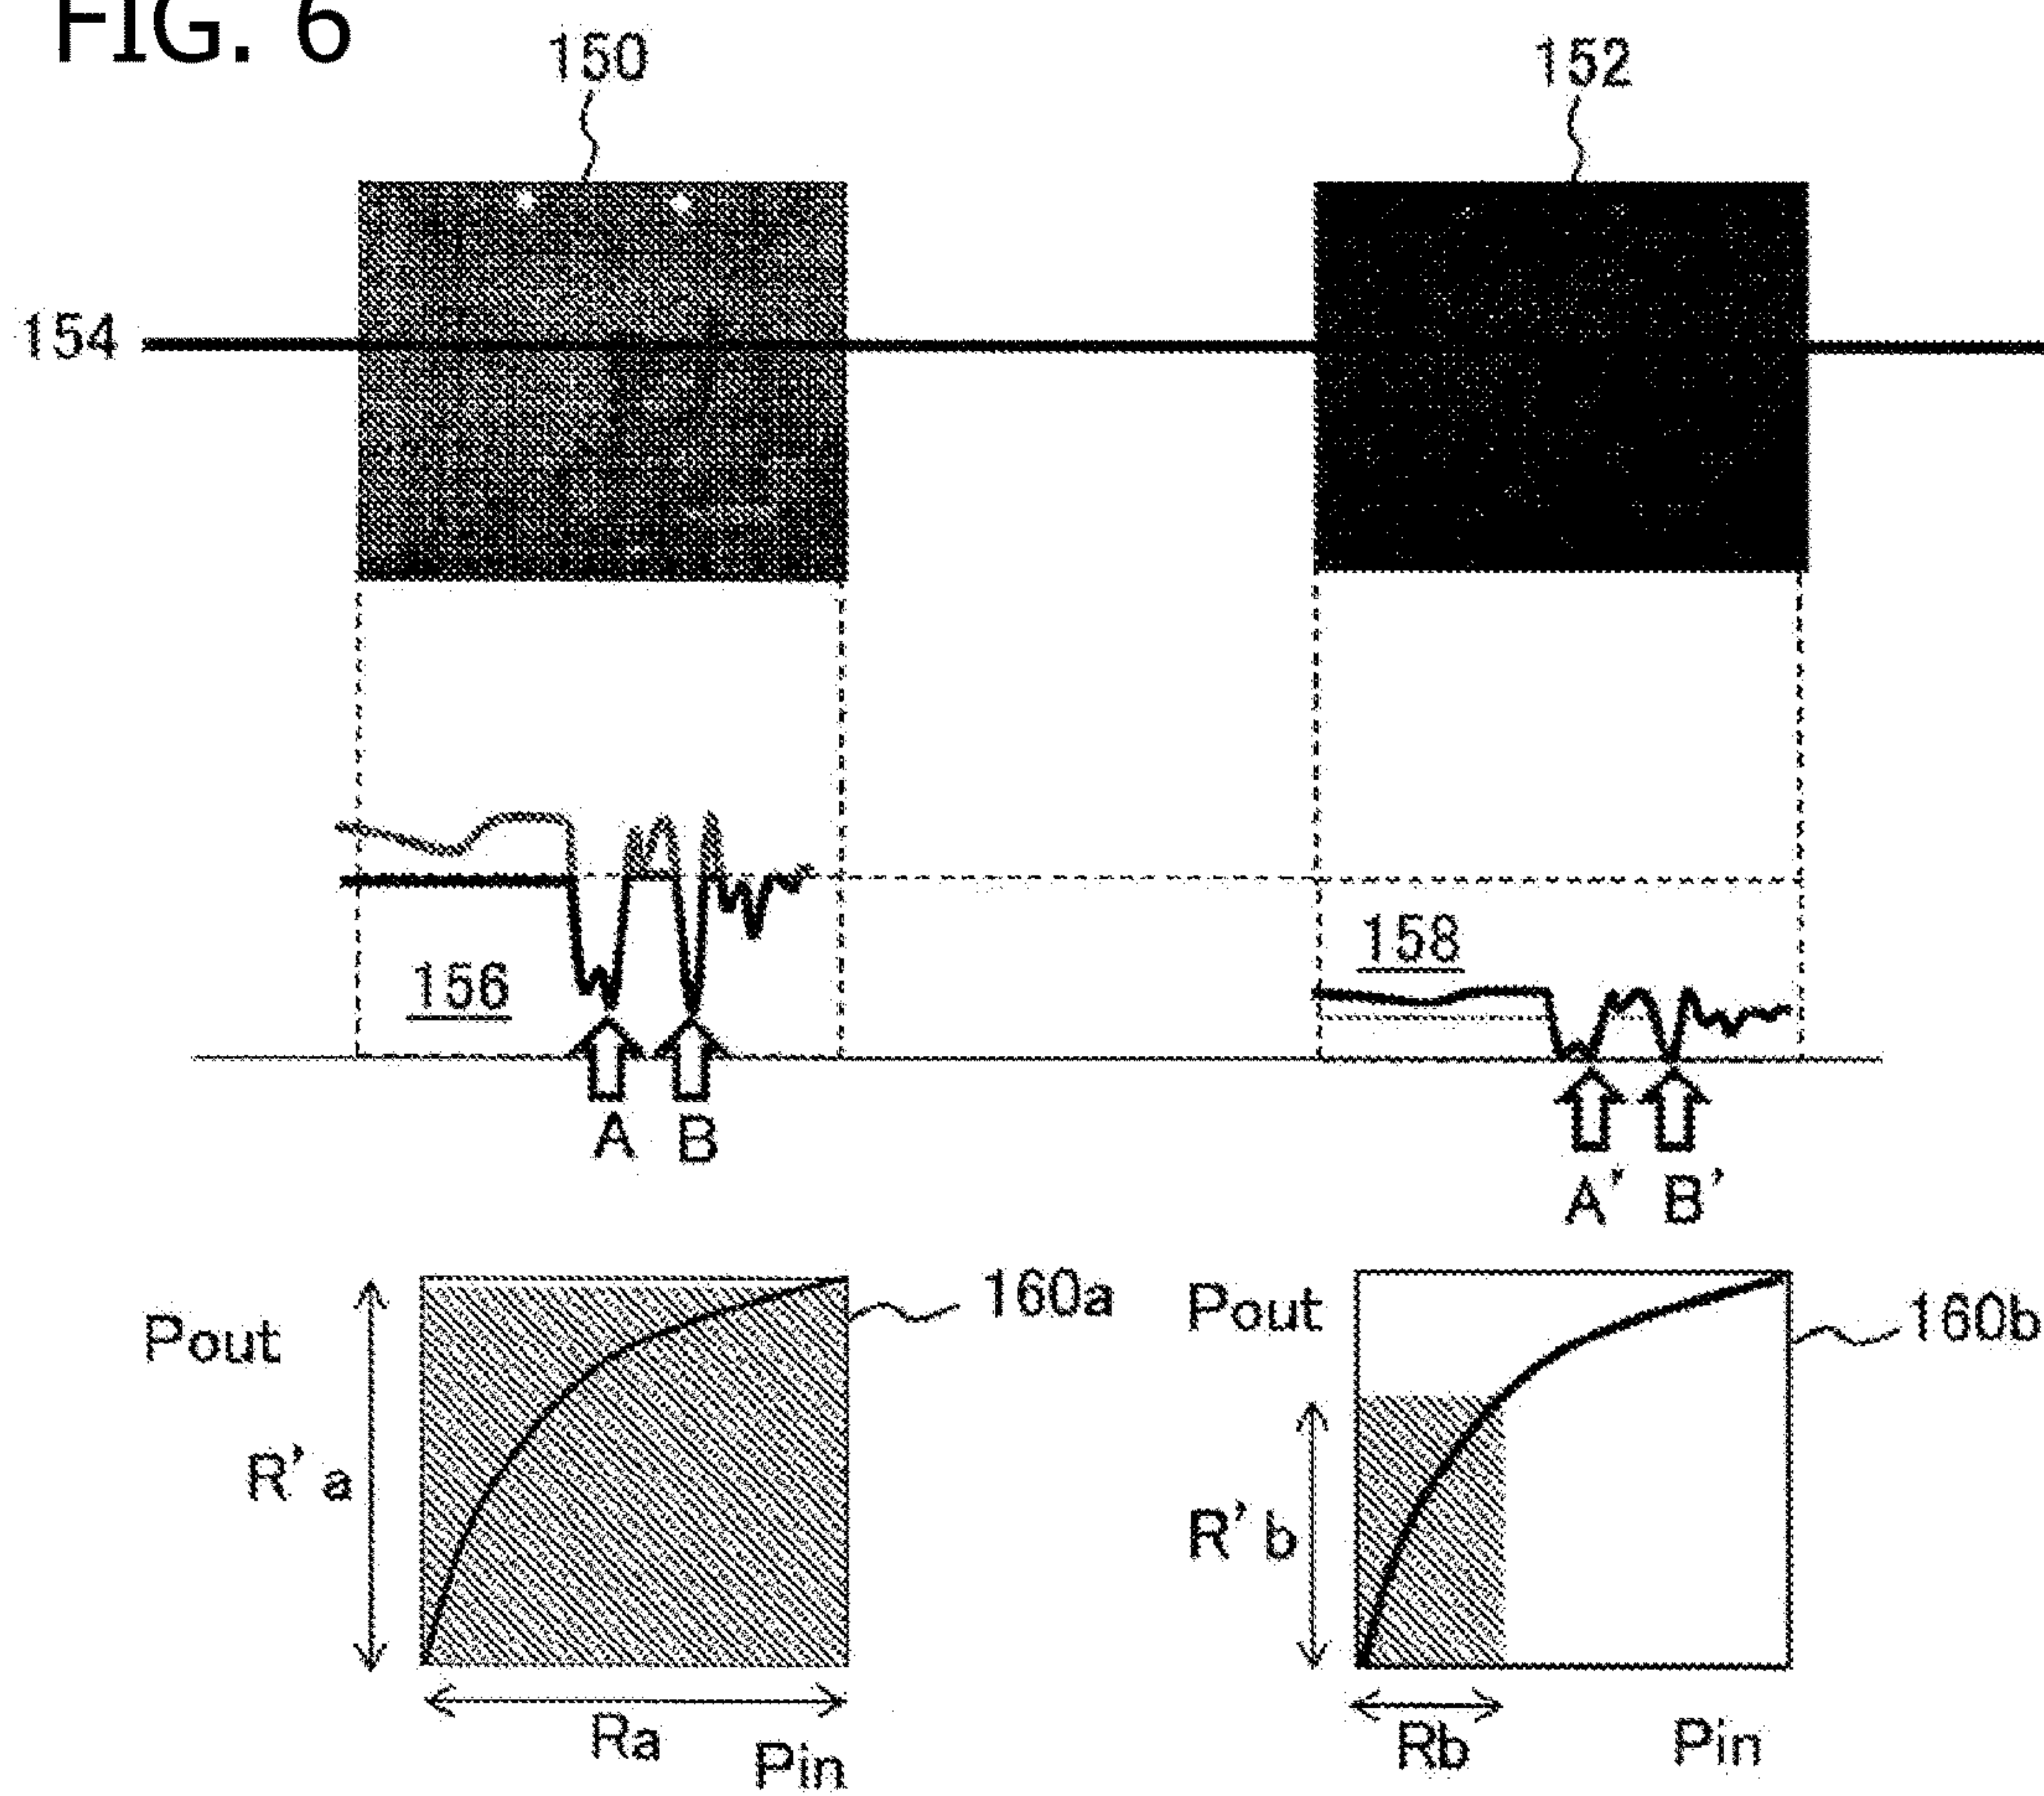 FIG. 6
150
152
154
156
158
A B
A' B'
Pout
160a
Pout
160b
R' a
R' b
Ra
Pin
Rb
Pin